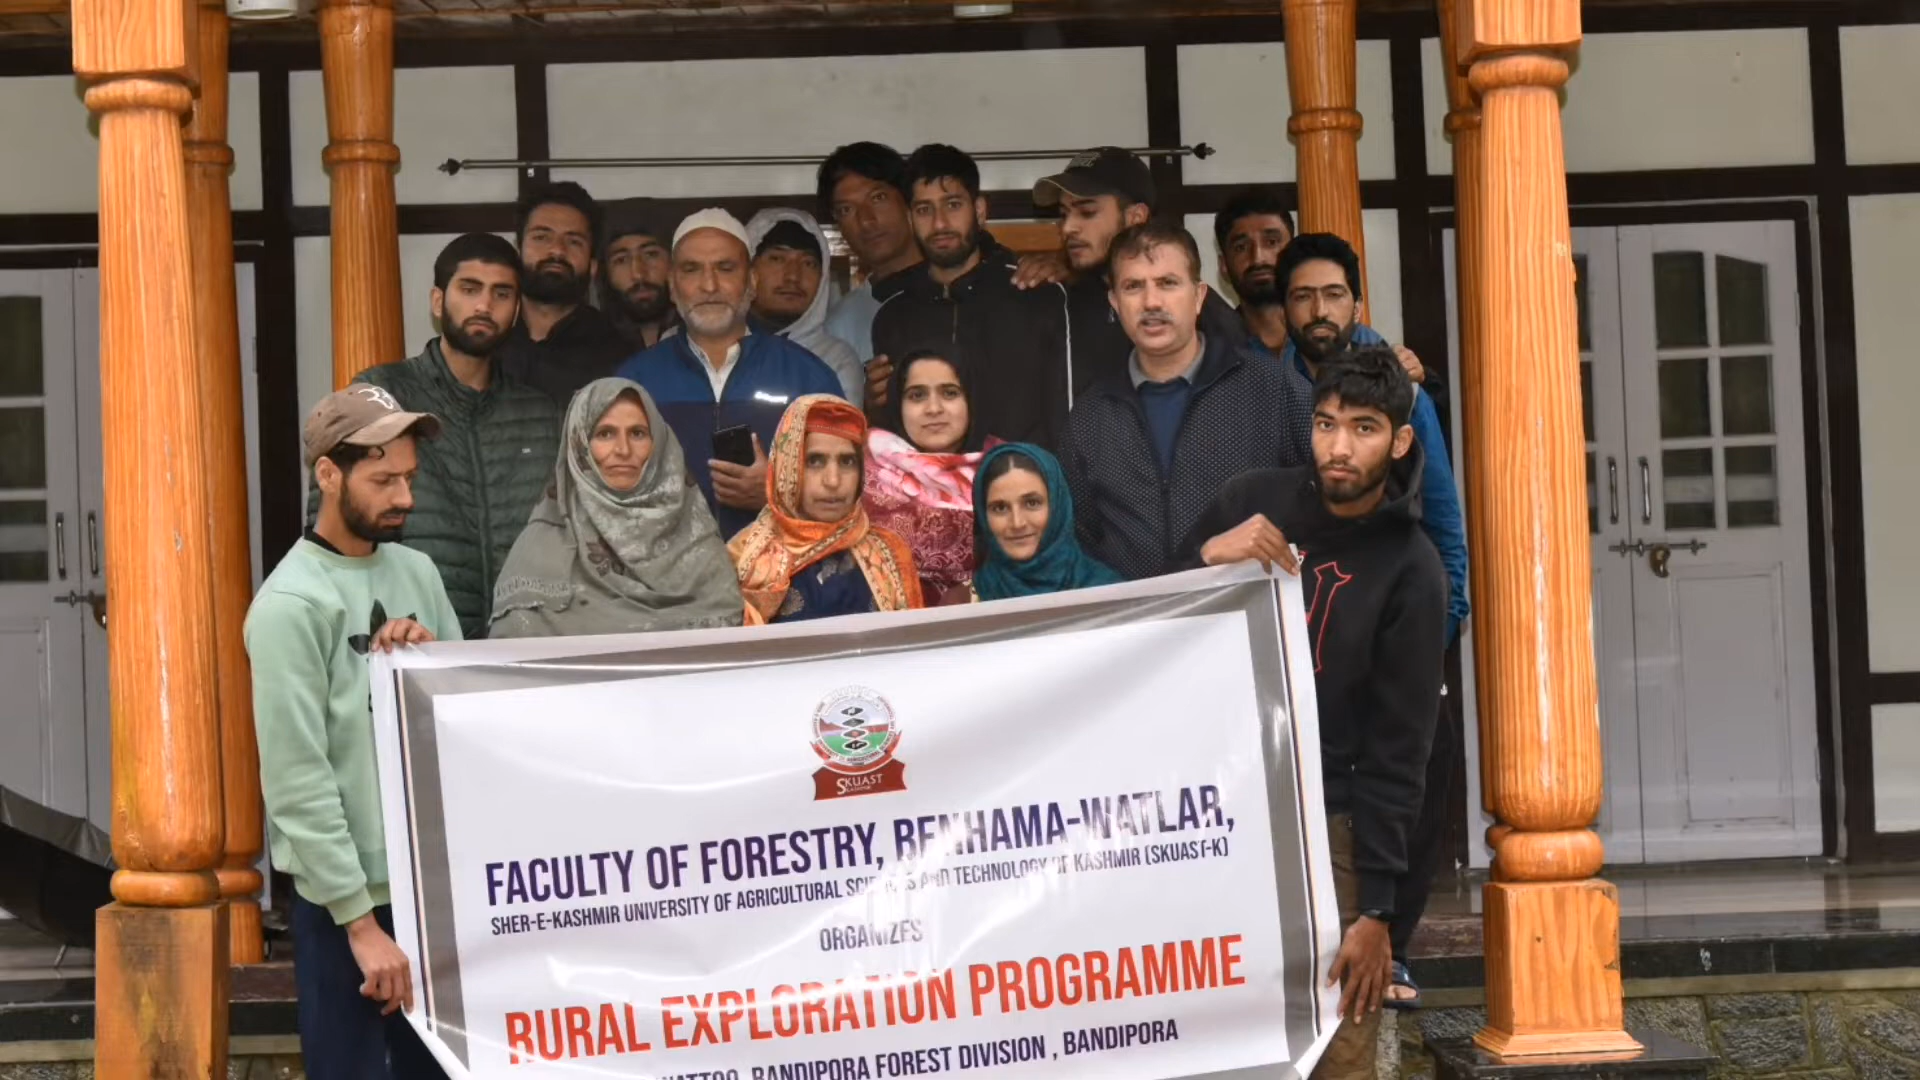 SKUAST
FACULTY OF FORESTRY, BENHAMA-WATLAR,
SHER-E-KASHMIR UNIVERSITY OF AGRICULTURAL SCIENCES AND TECHNOLOGY OF KASHMIR (SKUAST-K)
ORGANIZES
RURAL EXPLORATION PROGRAMME
BANDIPORA FOREST DIVISION , BANDIPORA